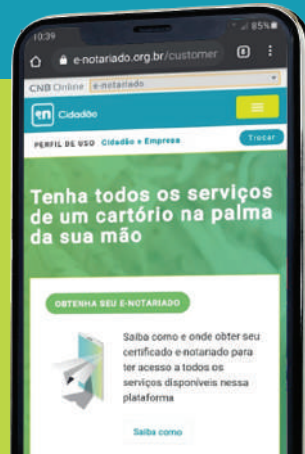 10:39
85%
e-notariado.org.br/customer
CNB Online e-notariado
en Cidadão
PERFIL DE USO Cidadão e Empresa Trocar
Tenha todos os serviços
de um cartório na palma
da sua mão
OBTENHA SEU E-NOTARIADO
Saiba como e onde obter seu
certificado e-notariado para
ter acesso a todos os
serviços disponíveis nessa
plataforma
Saiba como